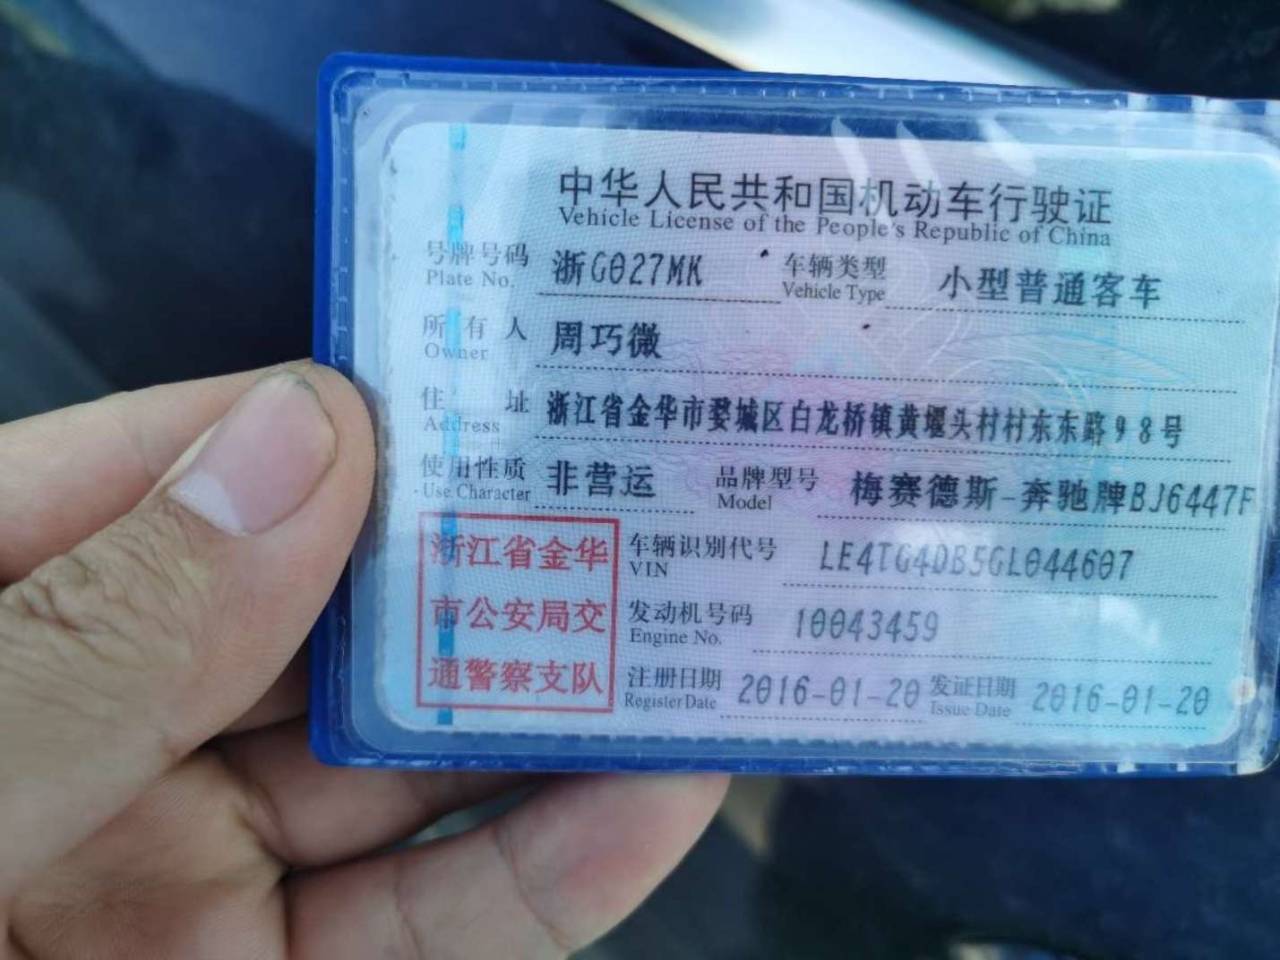 中华人民共和国机动车行驶证
Vehicle License of the People's Republic of China
号牌号码 浙G027MK 车辆类型 小型普通客车
Plate No. Vehicle Type
所有人 周巧微
Owner
住址 浙江省金华市婺城区白龙桥镇黄堰头村村东东路98号
Address
使用性质 非营运 品牌型号 梅赛德斯-奔驰牌BJ6447F
Use Character Model
浙江省金华
市公安局交
通警察支队
车辆识别代号 LE4TG4DB5GL044607
VIN
发动机号码 10043459
Engine No.
注册日期 2016-01-20 发证日期 2016-01-20
Register Date Issue Date